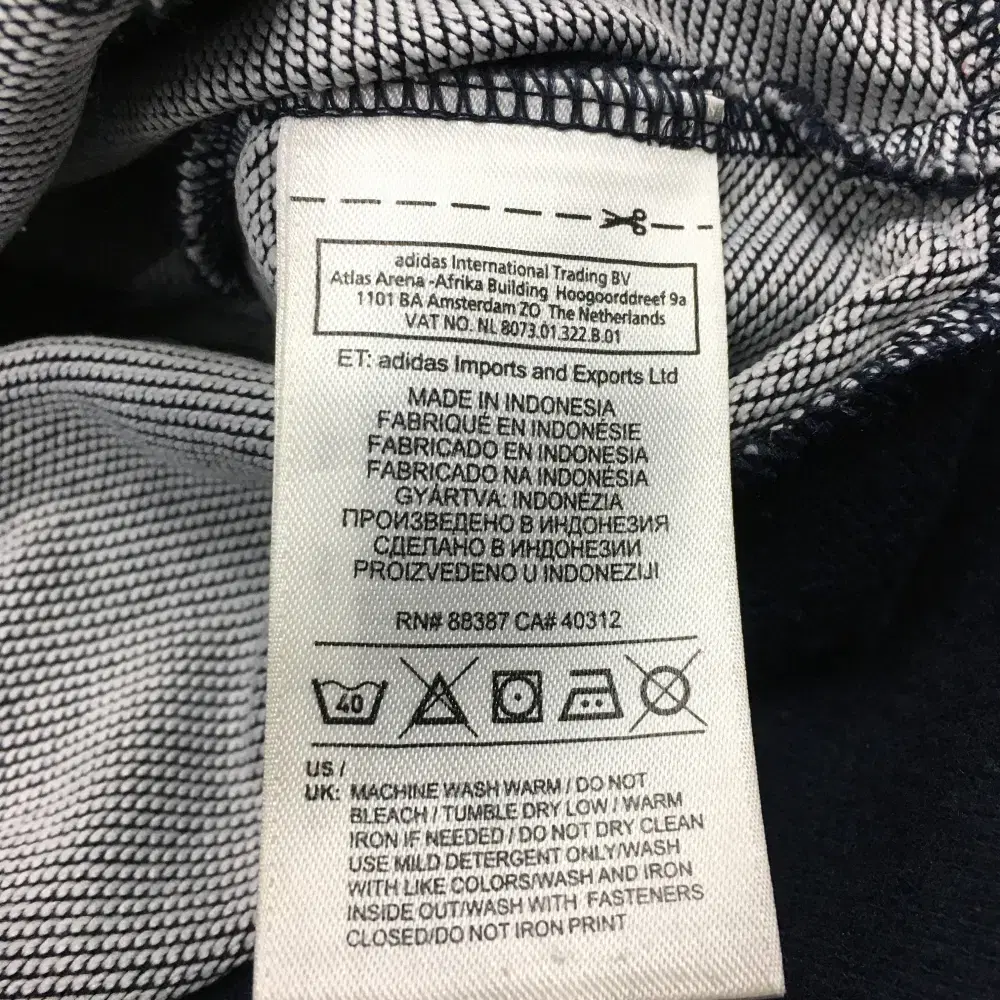 adidas International Trading BV
Atlas Arena -Afrika Building Hoogoorddreef 9a
1101 BA Amsterdam ZO The Netherlands
VAT NO. NL 8073.01.322.B.01
ET: adidas Imports and Exports Ltd
MADE IN INDONESIA
FABRIQUÉ EN INDONÉSIE
FABRICADO EN INDONESIA
FABRICADO NA INDONÉSIA
GYÁRTVA: INDONÉZIA
ПРОИЗВЕДЕНО В ИНДОНЕЗИЯ
СДЕЛАНО В ИНДОНЕЗИИ
PROIZVEDENO U INDONEZIJI
RN# 88387 CA# 40312
40
US /
UK: MACHINE WASH WARM / DO NOT
BLEACH / TUMBLE DRY LOW / WARM
IRON IF NEEDED / DO NOT DRY CLEAN
USE MILD DETERGENT ONLY/WASH
WITH LIKE COLORS/WASH AND IRON
INSIDE OUT/WASH WITH FASTENERS
CLOSED/DO NOT IRON PRINT